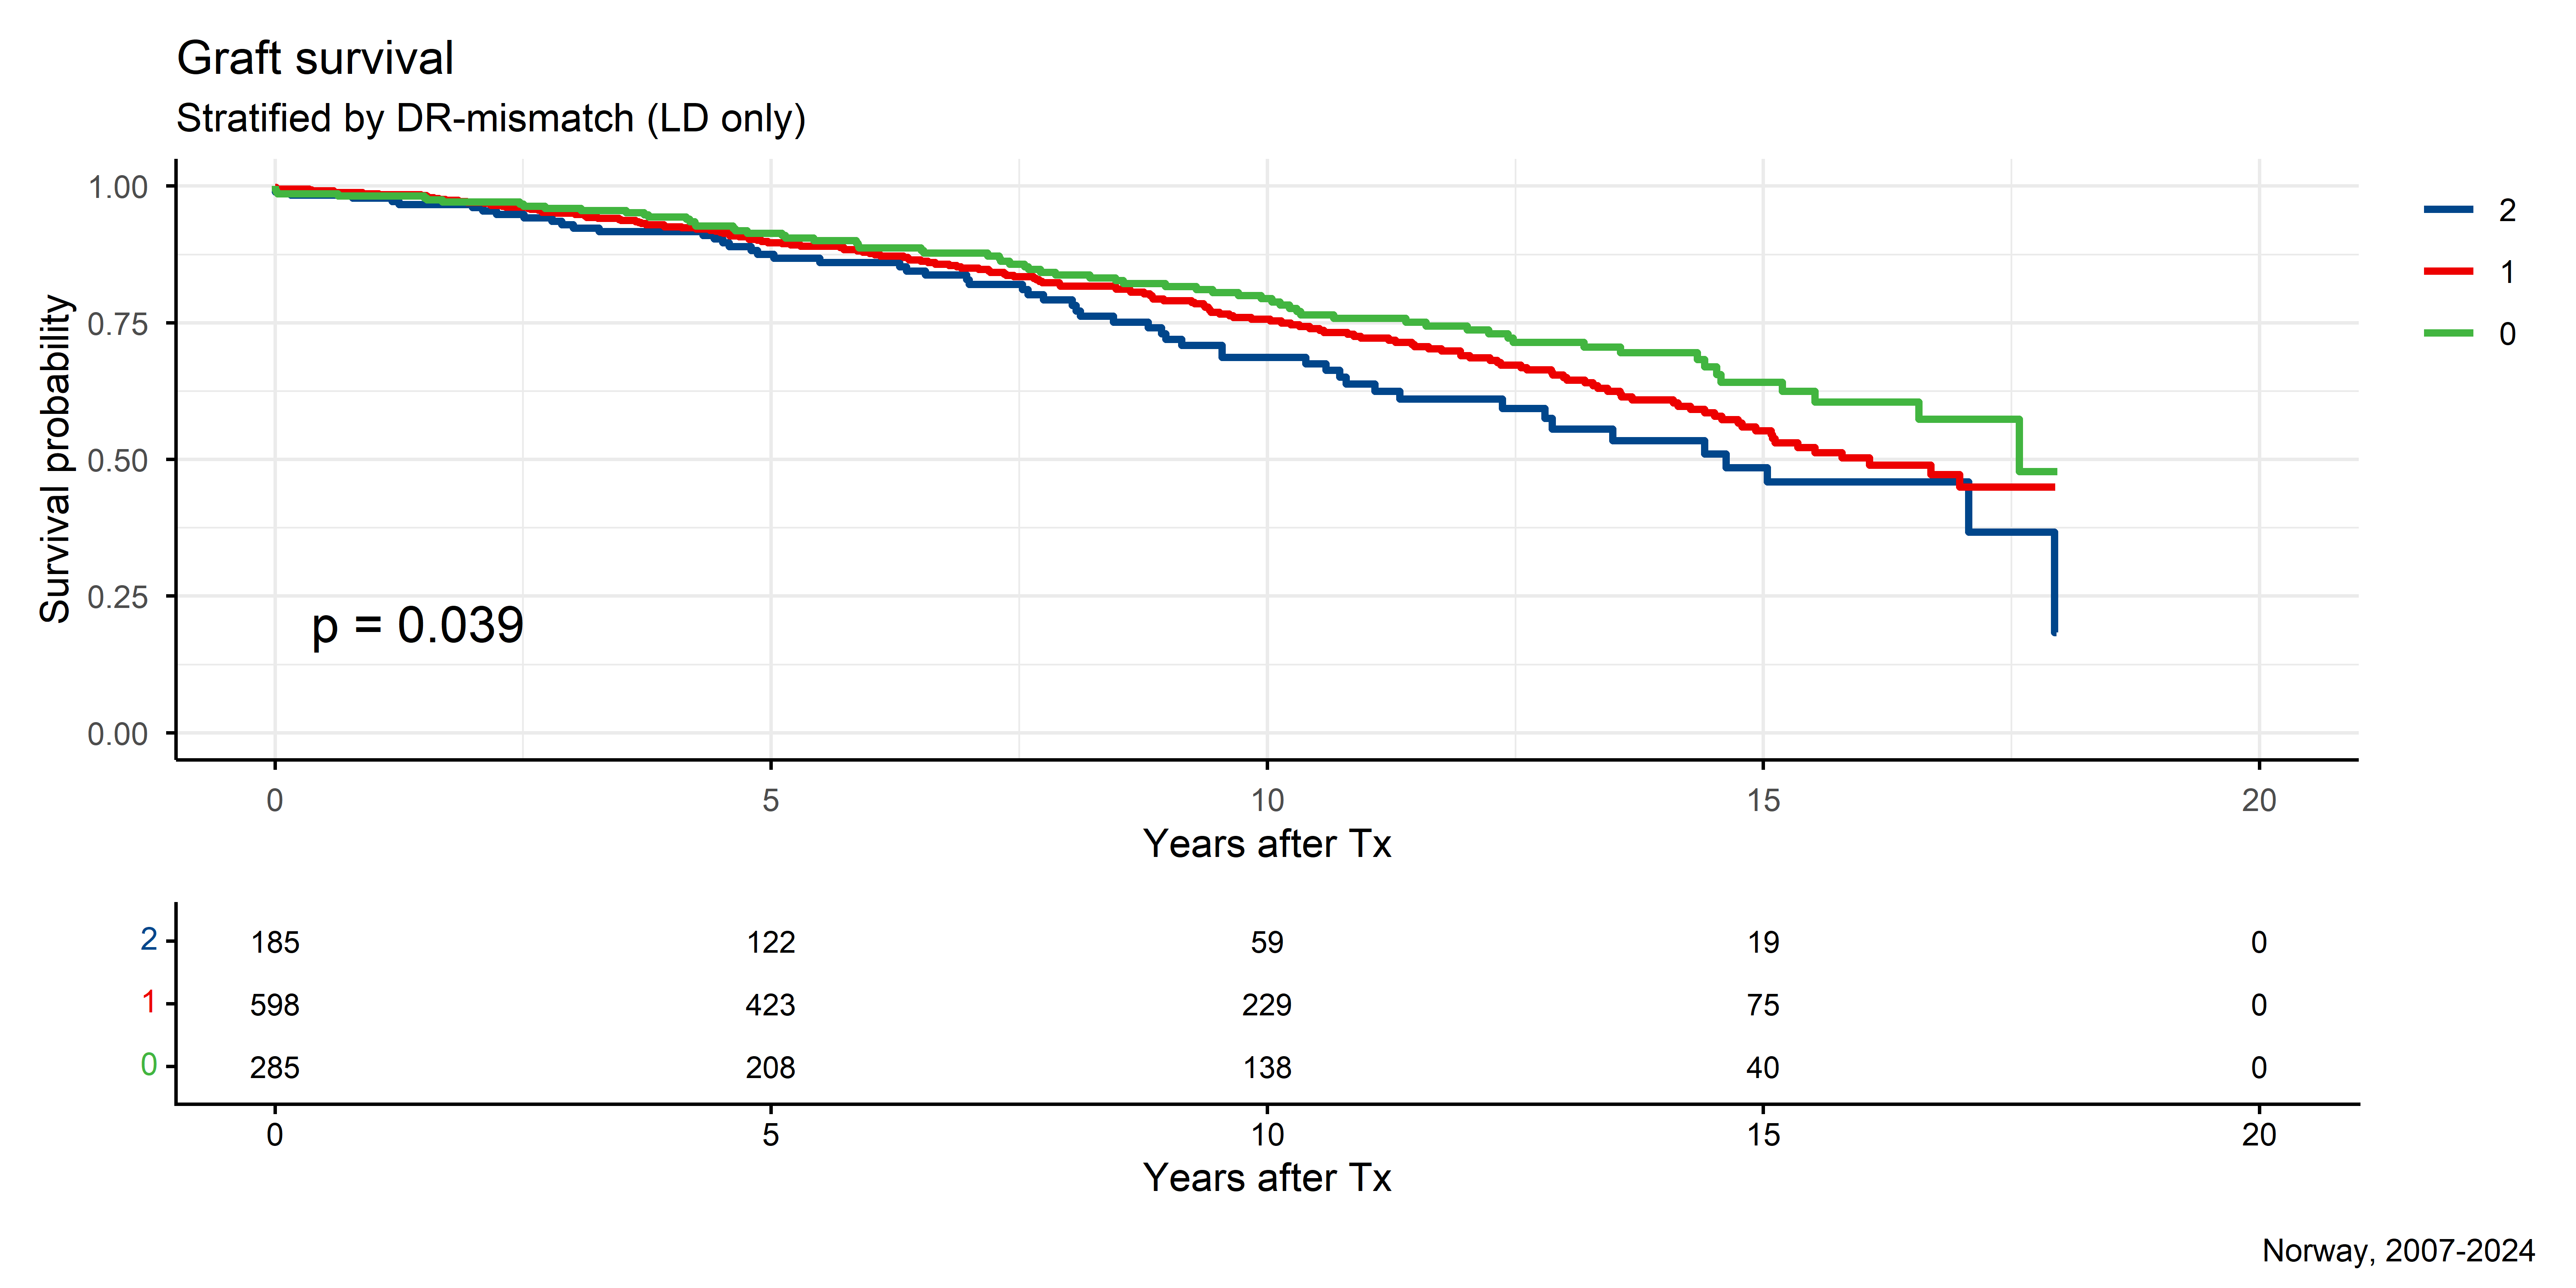 Graft survival
Stratified by DR-mismatch (LD only)
Survival probability
1.00
0.75
0.50
0.25
0.00
p = 0.039
2
1
0
0 5 10 15 20
Years after Tx
2 185 122 59 19 0
1 598 423 229 75 0
0 285 208 138 40 0
0 5 10 15 20
Years after Tx
Norway, 2007-2024